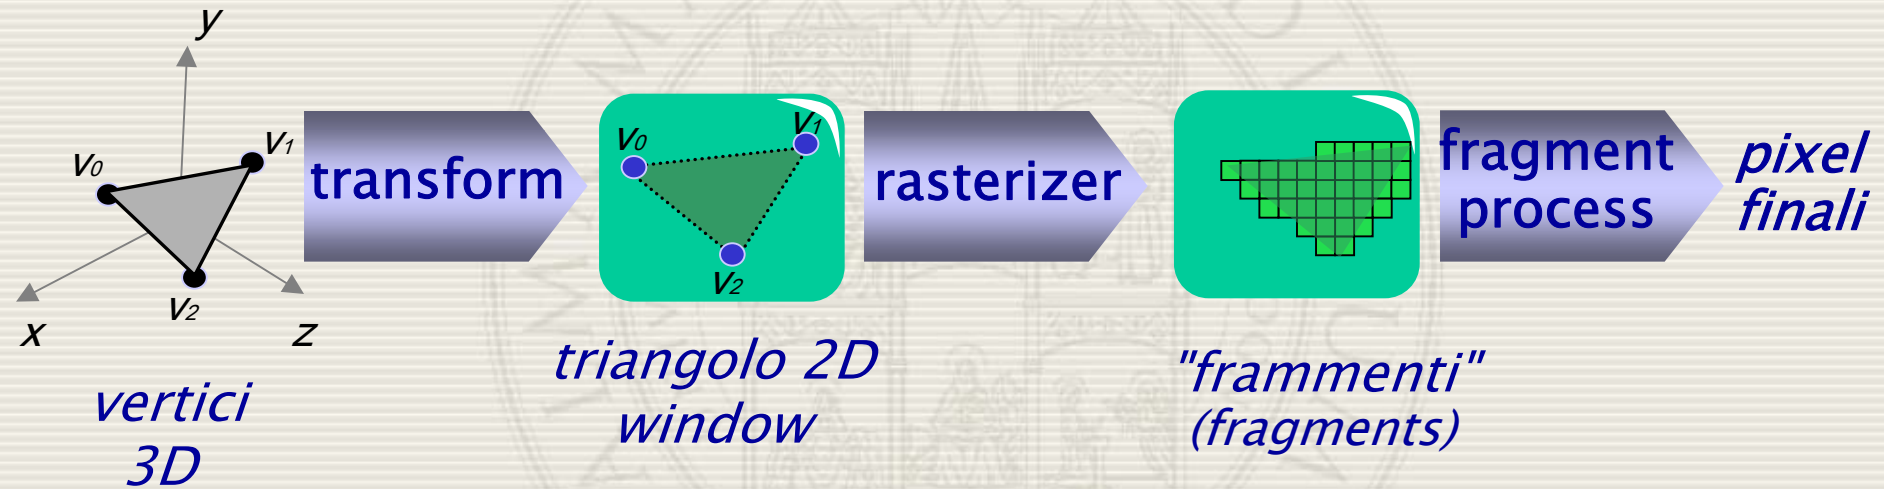 y
v0
v1
v2
x
z
vertici
3D
transform
v0
v1
v2
triangolo 2D
window
rasterizer
"frammenti"
(fragments)
fragment
process
pixel
finali